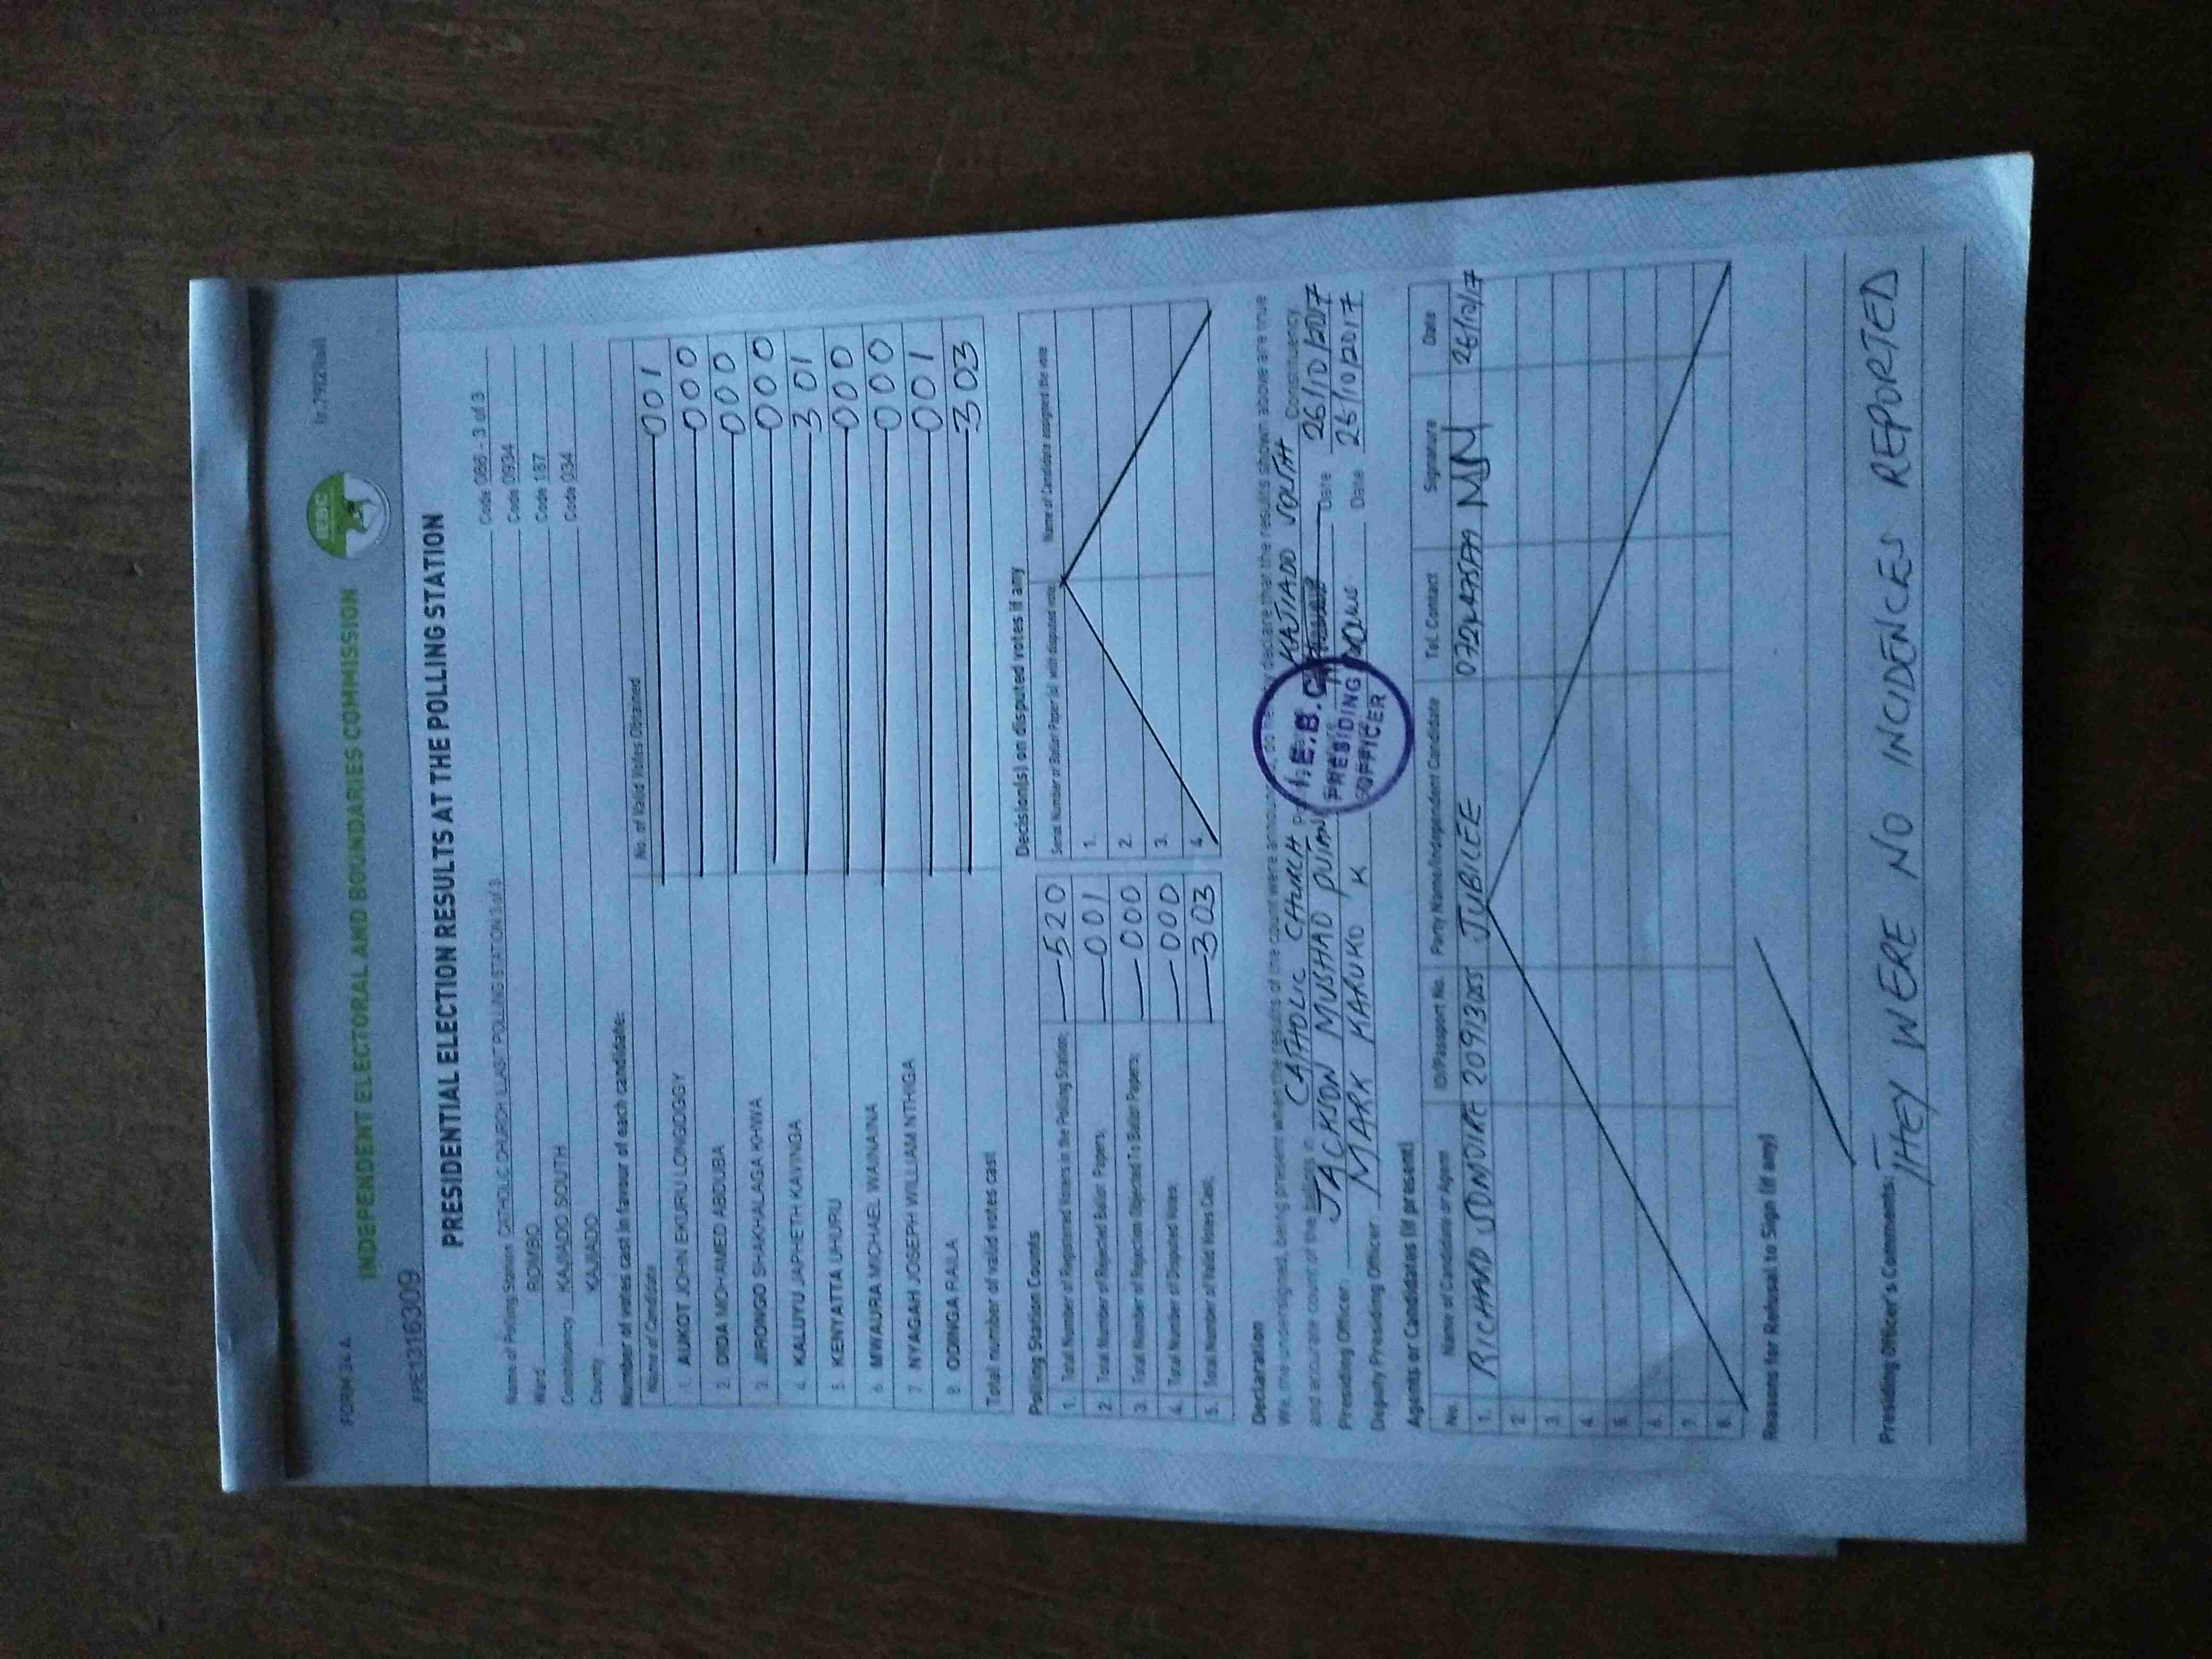 FORM 34 A
INDEPENDENT ELECTORAL AND BOUNDARIES COMMISSION
IEBC
PRESIDENTIAL ELECTION RESULTS AT THE POLLING STATION
Name of Polling Station CATHOLIC CHURCH ILLASIT POLLING STATION 3 of 3 Code 086 - 3 of 3
Ward ROMBO Code 0934
Constituency KAJIADO SOUTH Code 187
County KAJIADO Code 034
Number of votes cast in favour of each candidate:
Name of Candidate No. of Valid Votes Obtained
1. AUKOT JOHN EKURU LONGOGGY 001
2. DIDA MOHAMED ABDUBA 000
3. JIRONGO SHAKHALAGA KHWA 000
4. KALUYU JAPHETH KAVINGA 000
5. KENYATTA UHURU 301
6. MWAURA MICHAEL WAINAINA 000
7. NYAGAH JOSEPH WILLIAM NTHIGA 000
8. ODINGA RAILA 001
Total number of valid votes cast 303
Polling Station Counts
1. Total Number of Registered Voters in the Polling Station: 520
2. Total Number of Rejected Ballot Papers: 001
3. Total Number of Rejection Objected To Ballot Papers: 000
4. Total Number of Disputed Votes: 000
5. Total Number of Valid Votes Cast: 303
Decision(s) on disputed votes if any
Serial Number of Ballot Paper (s) with disputed vote Name of Candidate assigned the vote
1.
2.
3.
4.
Declaration
We, the undersigned, being present when the results of the count were announced, do hereby declare that the results shown above are true
and accurate count of the ballots in CATHOLIC CHURCH KAJIADO SOUTH Constituency
Presiding Officer: JACKSON MUSHAO Date 26/10/2017
Deputy Presiding Officer: MARK KARUKO K Date 26/10/2017
I.E.B.C
PRESIDING
OFFICER
Agents or Candidates (if present)
No. Name of Candidate or Agent ID/Passport No. Party Name/Independent Candidate Tel. Contact Signature Date
1. RICHARD 20913055 JUBILEE 26/10/17
2.
3.
4.
5.
6.
7.
8.
Reasons for Refusal to Sign (if any)
Presiding Officer's Comments:
THEY WERE NO INCIDENCES REPORTED